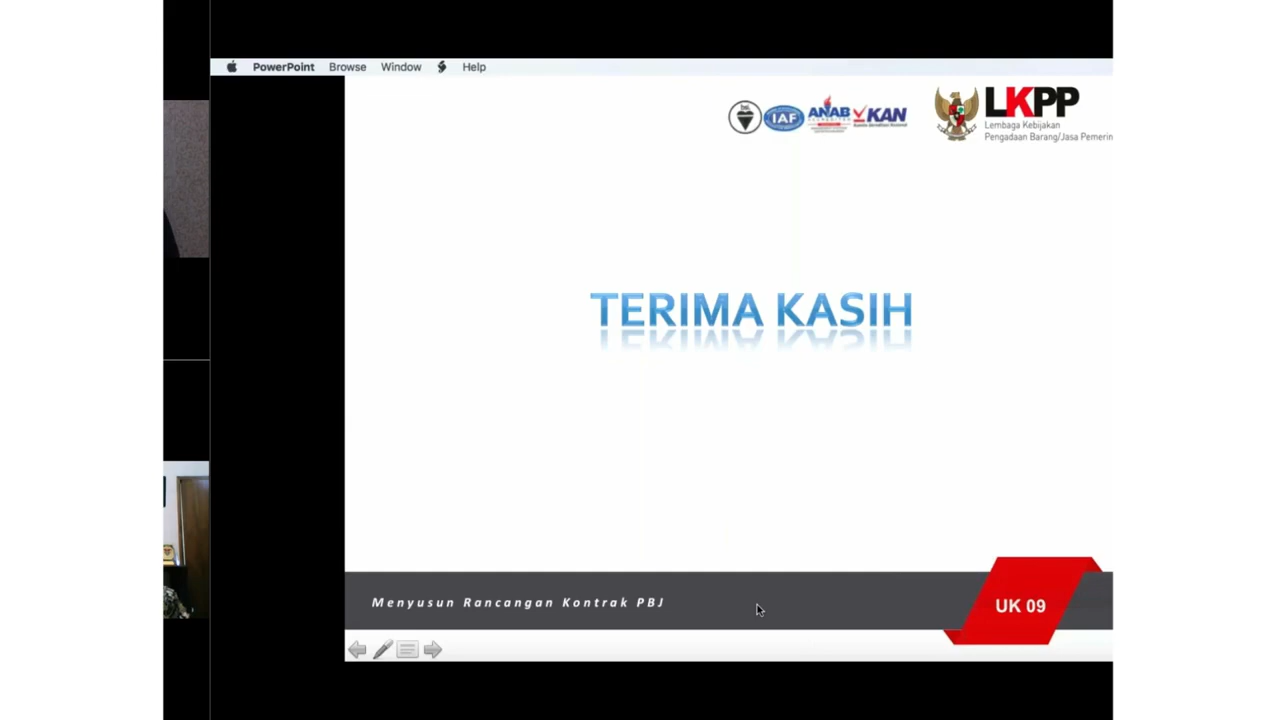 PowerPoint Browse Window Help
IAF
ANAB
KAN
LKPP
Lembaga Kebijakan
Pengadaan Barang/Jasa Pemerin
TERIMA KASIH
Menyusun Rancangan Kontrak PBJ
UK 09